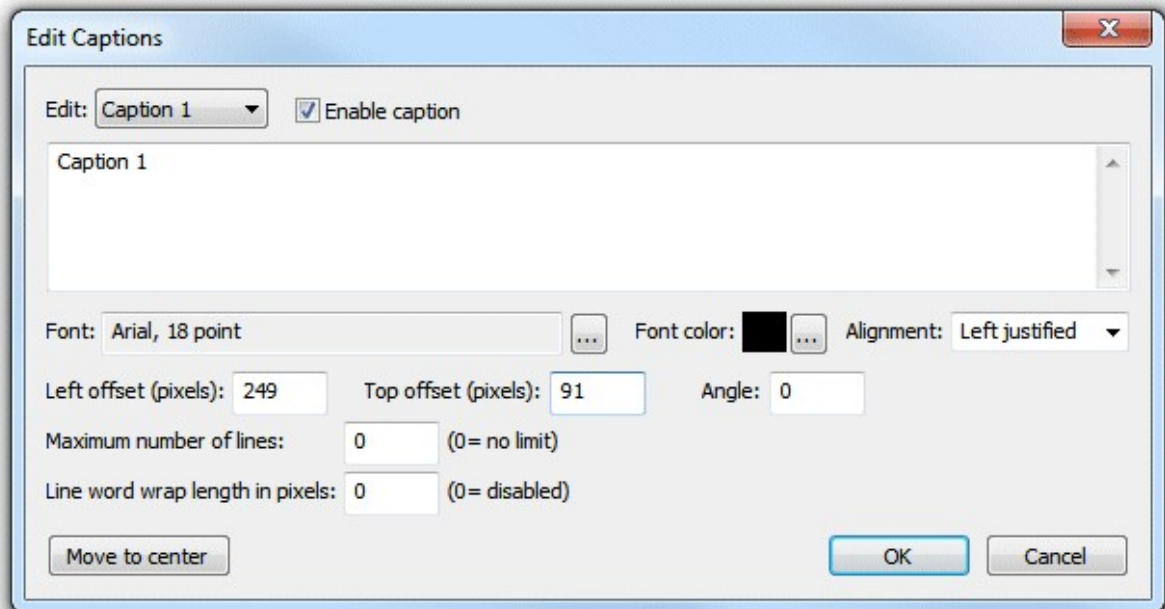 Edit Captions
Edit: Caption 1 Enable caption
Caption 1
Font: Arial, 18 point ... Font color: ... Alignment: Left justified
Left offset (pixels): 249 Top offset (pixels): 91 Angle: 0
Maximum number of lines: 0 (0= no limit)
Line word wrap length in pixels: 0 (0= disabled)
Move to center OK Cancel